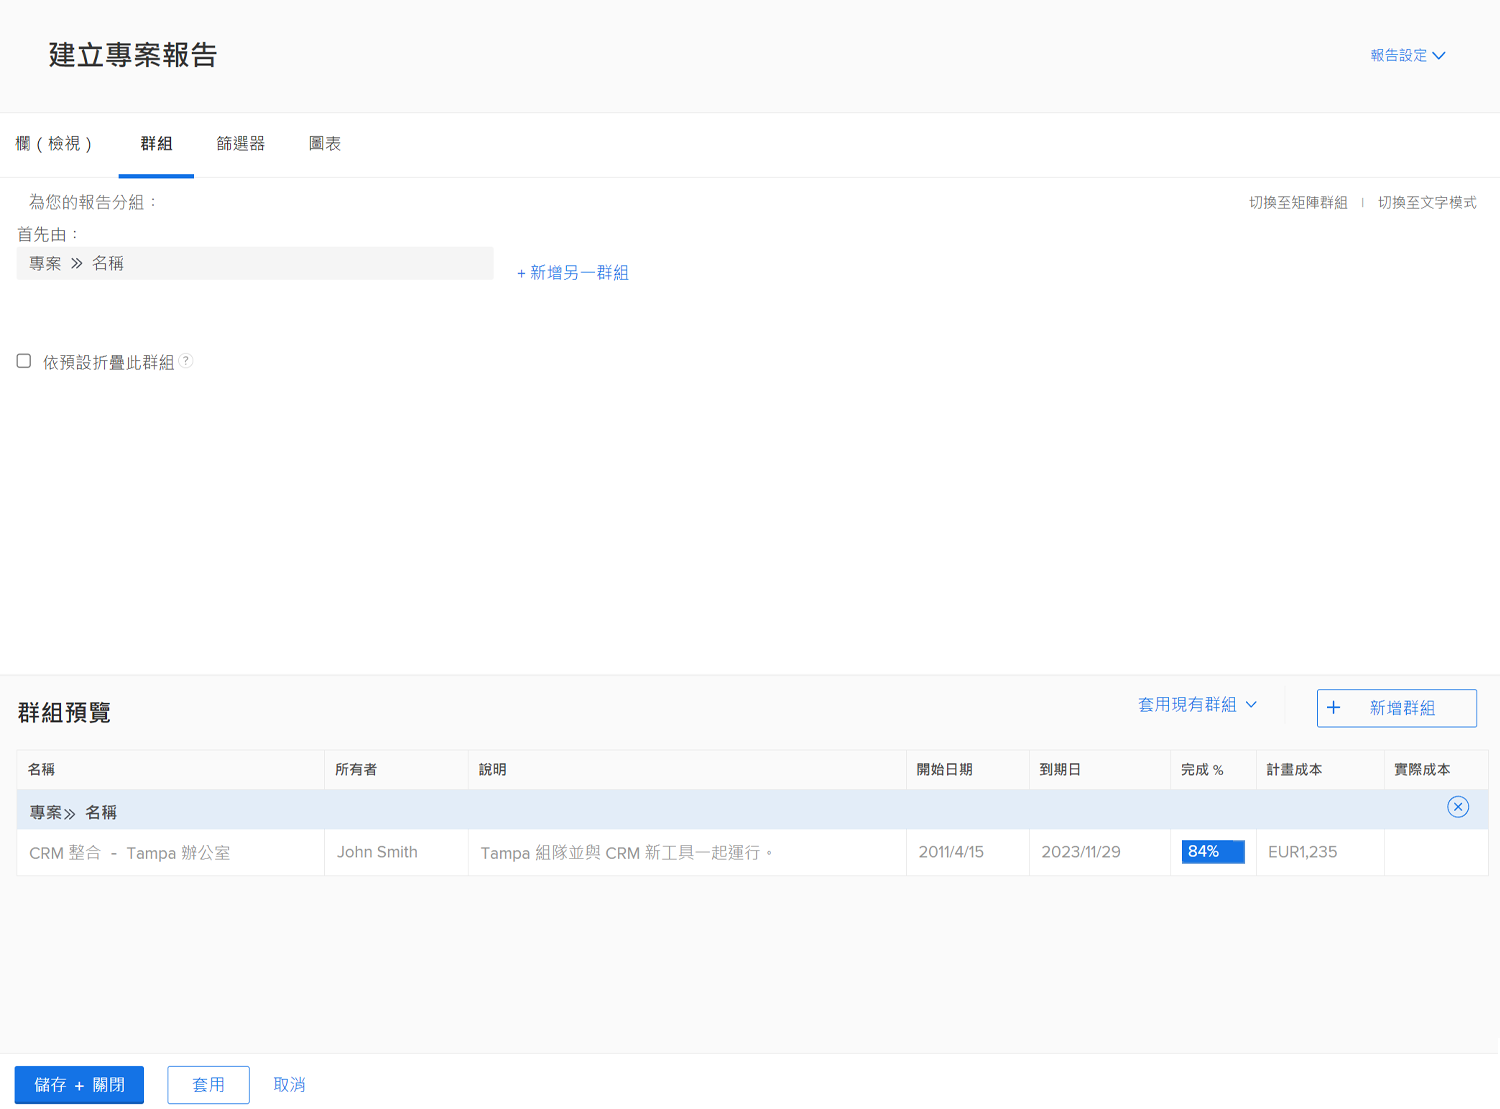 建立專案報告
報告設定
欄 ( 檢視 ) 群組 篩選器 圖表
為您的報告分組： 切換至矩陣群組 | 切換至文字模式
首先由：
專案 » 名稱
+ 新增另一群組
依預設折疊此群組 ?
群組預覽 套用現有群組 + 新增群組
名稱 所有者 說明 開始日期 到期日 完成 % 計畫成本 實際成本
專案» 名稱
CRM 整合 - Tampa 辦公室 John Smith Tampa 組隊並與 CRM 新工具一起運行。 2011/4/15 2023/11/29 84% EUR1,235
儲存 + 關閉 套用 取消